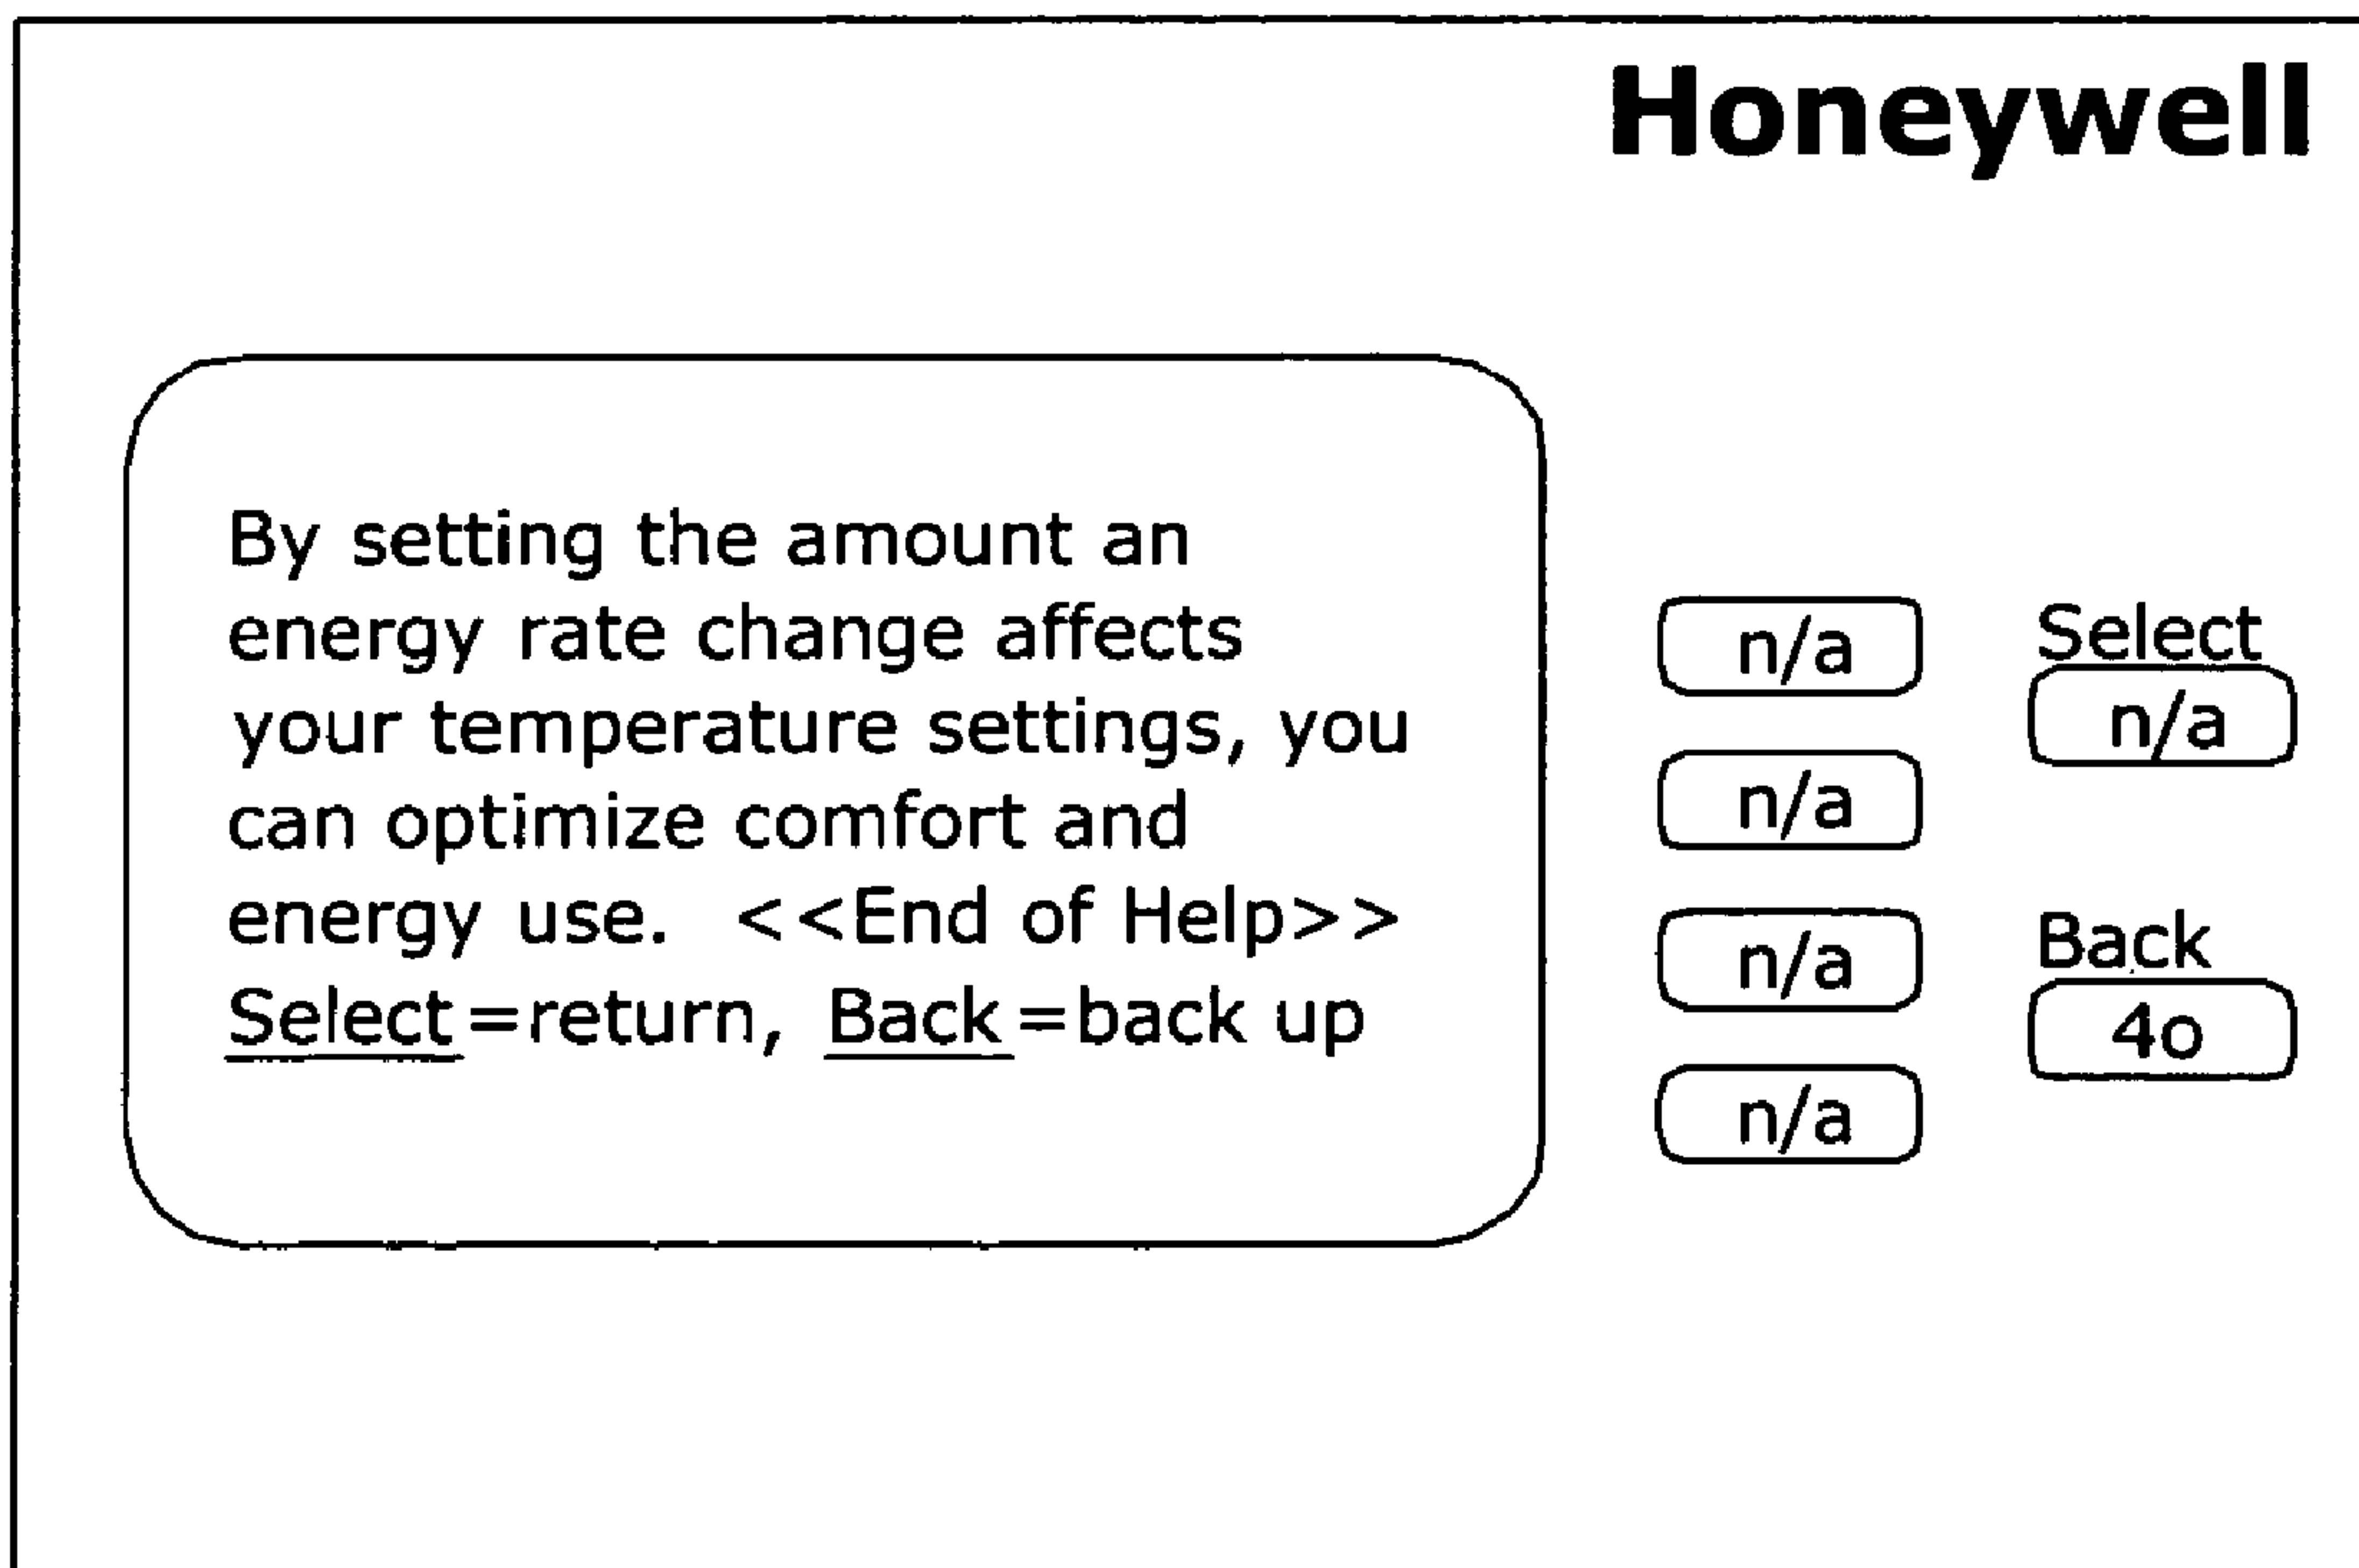 Honeywell
By setting the amount an
energy rate change affects
your temperature settings, you
can optimize comfort and
energy use. <<End of Help>>
Select=return, Back=back up
n/a
n/a
n/a
n/a
Select
n/a
Back
4o